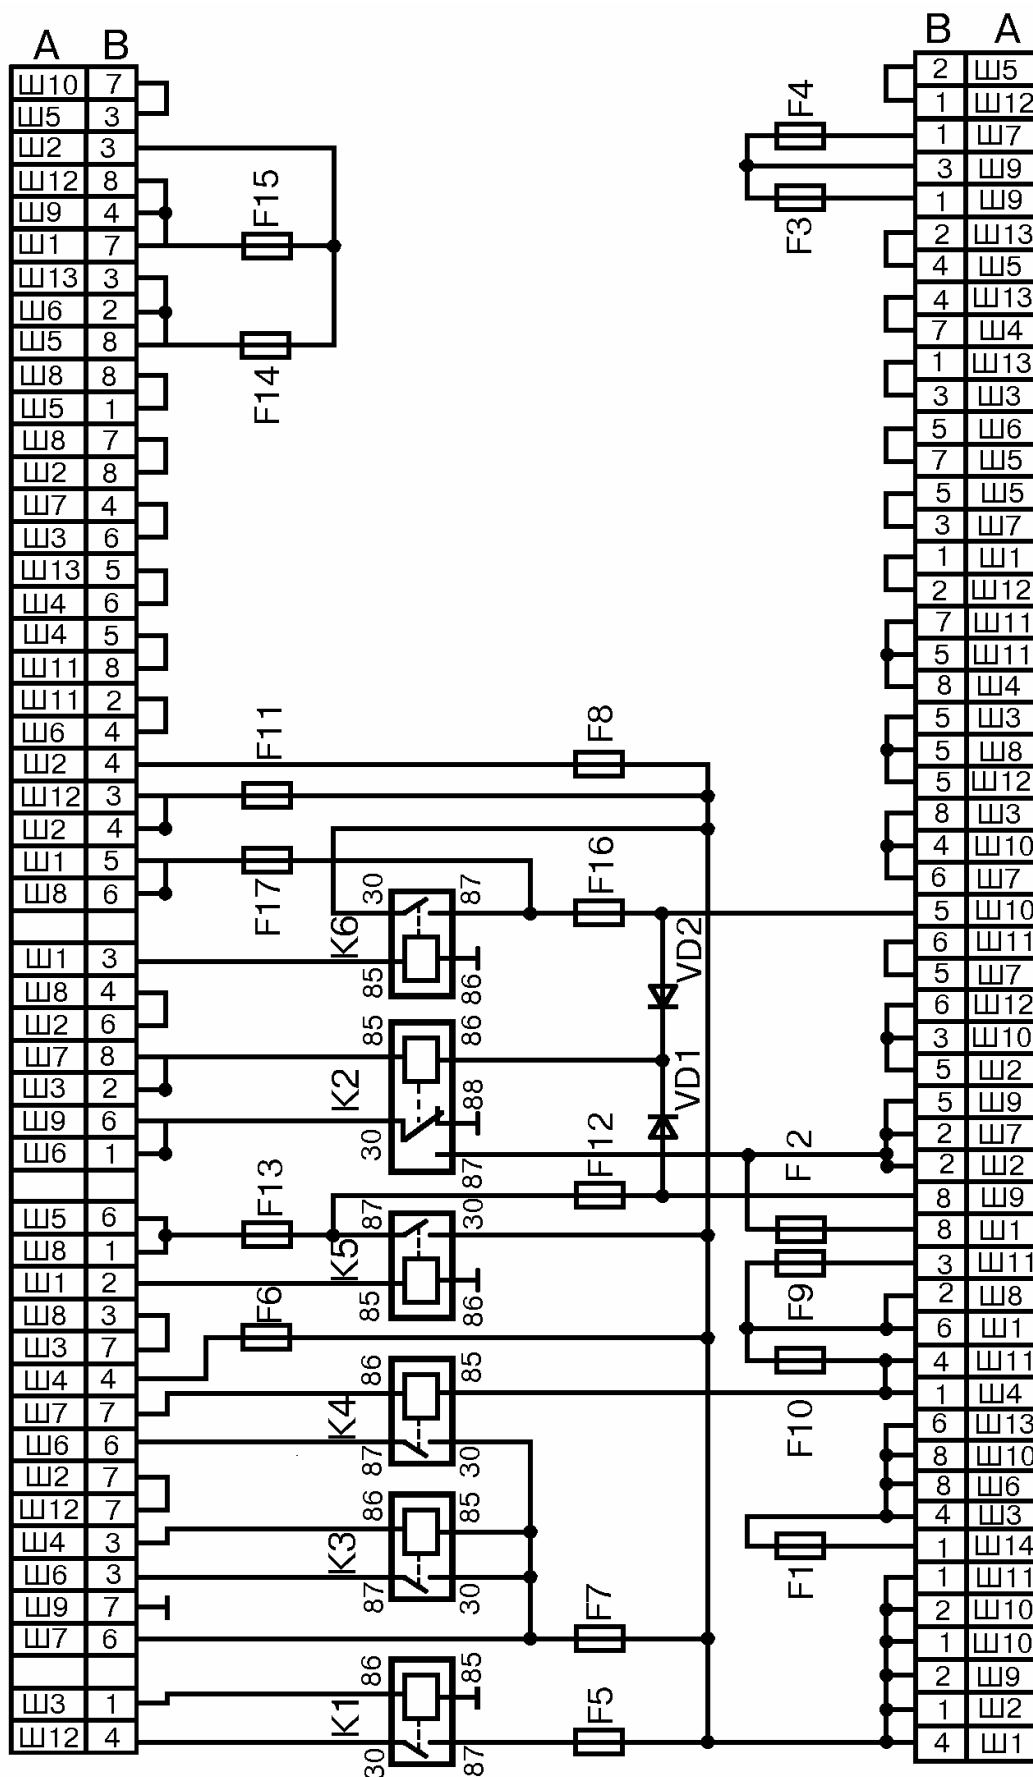 A B
Ш10 7
Ш5 3
Ш2 3
Ш12 8
Ш9 4
Ш1 7
Ш13 3
Ш6 2
Ш5 8
Ш8 8
Ш5 1
Ш8 7
Ш2 8
Ш7 4
Ш3 6
Ш13 5
Ш4 6
Ш4 5
Ш11 8
Ш11 2
Ш6 4
Ш2 4
Ш12 3
Ш2 4
Ш1 5
Ш8 6
Ш1 3
Ш8 4
Ш2 6
Ш7 8
Ш3 2
Ш9 6
Ш6 1
Ш5 6
Ш8 1
Ш1 2
Ш8 3
Ш3 7
Ш4 4
Ш7 7
Ш6 6
Ш2 7
Ш12 7
Ш4 3
Ш6 3
Ш9 7
Ш7 6
Ш3 1
Ш12 4
F15
F14
F11
F8
F17
F16
K6
30
87
85
86
VD2
K2
85
86
88
30
87
VD1
F13
F12
K5
87
30
85
86
F6
K4
86
85
87
30
K3
86
85
87
30
F7
K1
86
85
30
87
F5
F4
F3
F 2
F9
F10
F1
B A
2 Ш5
1 Ш12
1 Ш7
3 Ш9
1 Ш9
2 Ш13
4 Ш5
4 Ш13
7 Ш4
1 Ш13
3 Ш3
5 Ш6
7 Ш5
5 Ш5
3 Ш7
1 Ш1
2 Ш12
7 Ш11
5 Ш11
8 Ш4
5 Ш3
5 Ш8
5 Ш12
8 Ш3
4 Ш10
6 Ш7
5 Ш10
6 Ш11
5 Ш7
6 Ш12
3 Ш10
5 Ш2
5 Ш9
2 Ш7
2 Ш2
8 Ш9
8 Ш1
3 Ш11
2 Ш8
6 Ш1
4 Ш11
1 Ш4
6 Ш13
8 Ш10
8 Ш6
4 Ш3
1 Ш14
1 Ш11
2 Ш10
1 Ш10
2 Ш9
1 Ш2
4 Ш1